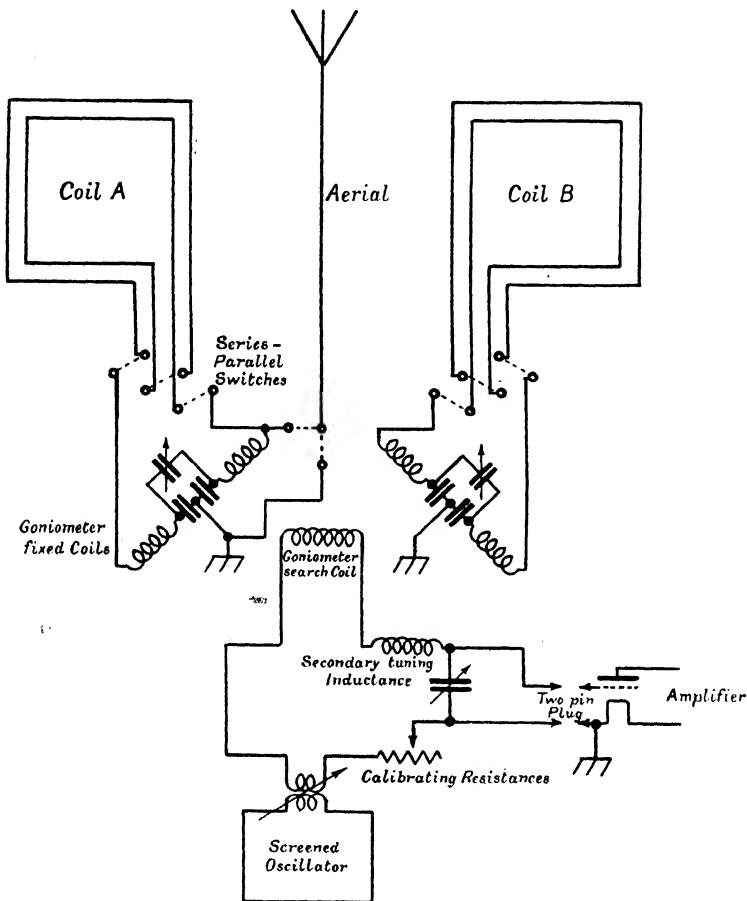 Coil A
Aerial
Coil B
Series-
Parallel
Switches
Goniometer
fixed Coils
Goniometer
search Coil
Secondary tuning
Inductance
Two pin
Plug
Amplifier
Calibrating Resistances
Screened
Oscillator